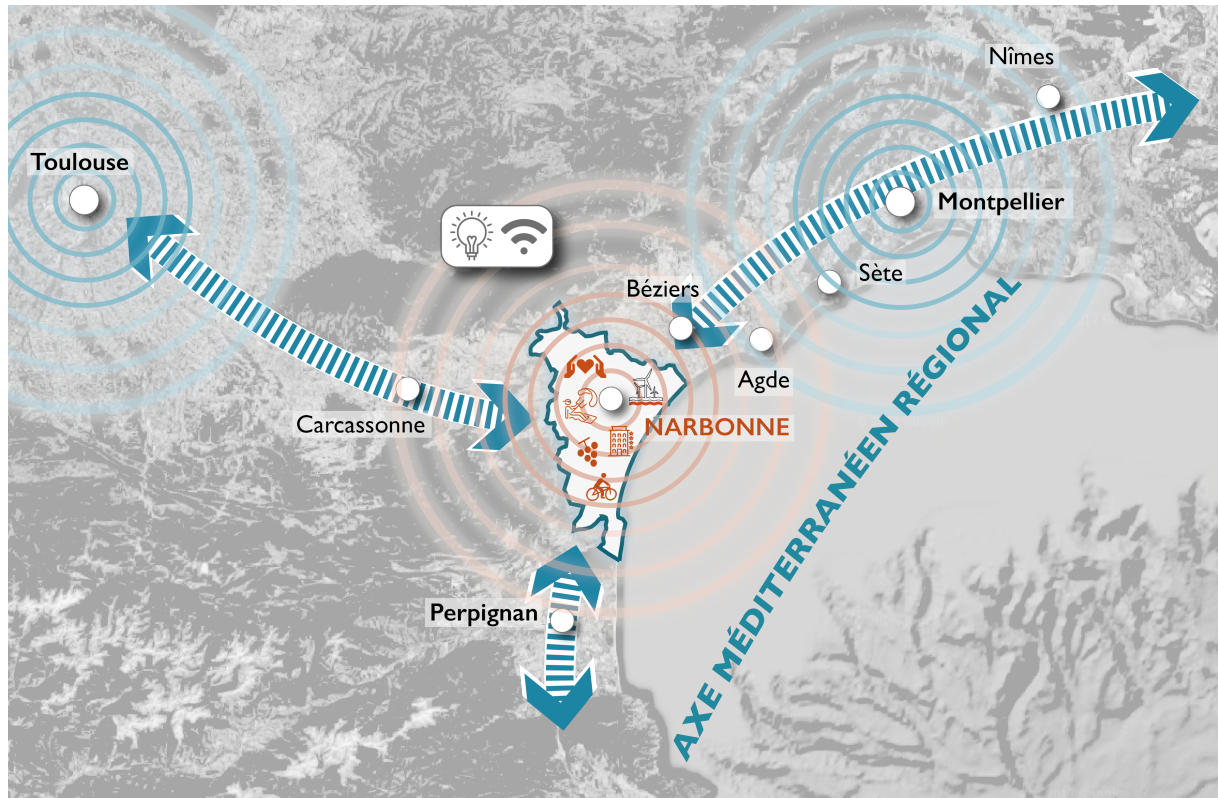 Nîmes
Toulouse
Montpellier
Sète
Béziers
Agde
Carcassonne
NARBONNE
Perpignan
AXE MÉDITERRANÉEN RÉGIONAL